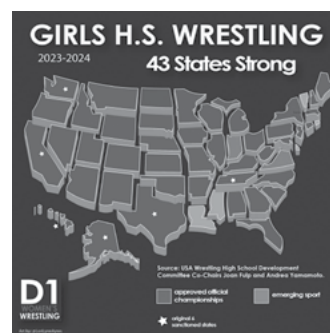 GIRLS H.S. WRESTLING
2023-2024
43 States Strong
Source: USA Wrestling High School Development
Committee Co-Chairs Joan Fulp and Andrea Yamamoto.
approved official
championships
emerging sport
original 6
sanctioned states
D1
WOMEN'S
WRESTLING